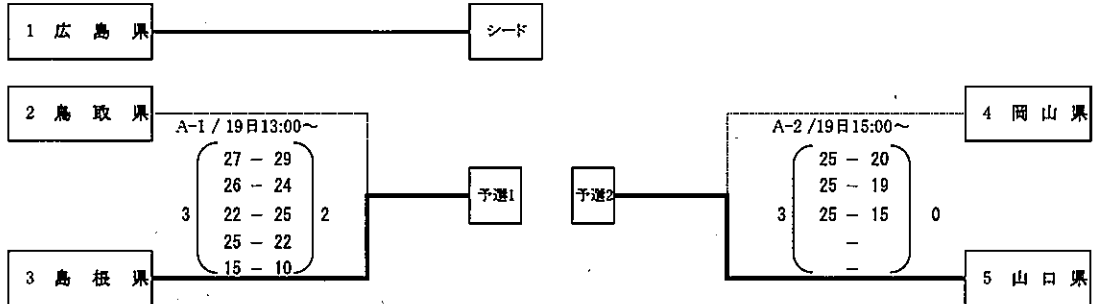 1 広島県
シード
2 鳥取県
A-1 / 19日13:00～
27 － 29
26 － 24
3 22 － 25 2
25 － 22
15 － 10
予選1
3 島根県
4 岡山県
A-2 /19日15:00～
25 － 20
25 － 19
3 25 － 15 0
－
－
予選2
5 山口県